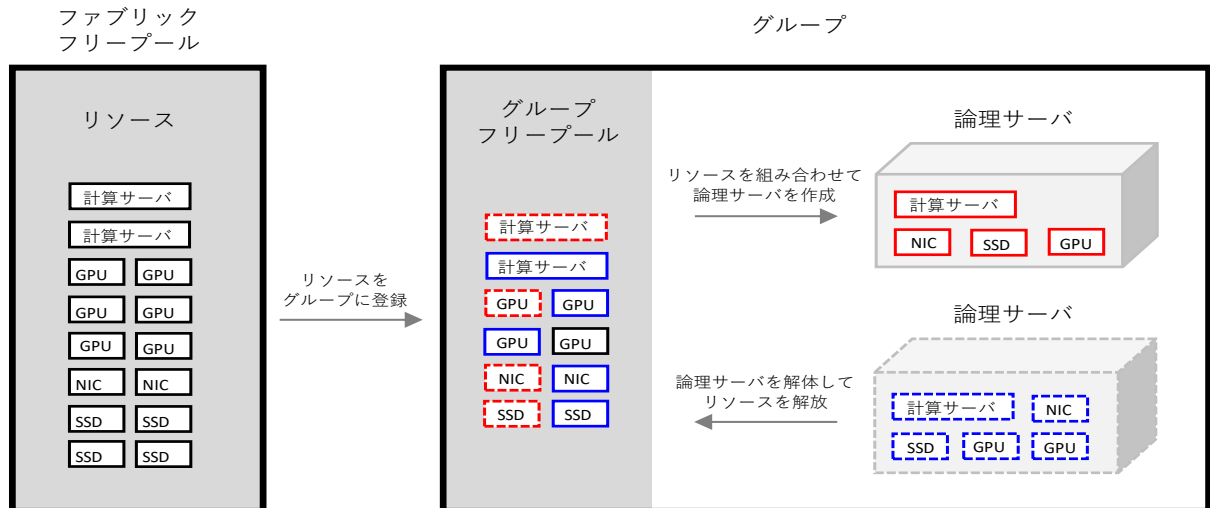 ファブリック
フリープール
リソース
計算サーバ
計算サーバ
GPU GPU
GPU GPU
GPU GPU
NIC NIC
SSD SSD
SSD SSD
リソースを
グループに登録
グループ
グループ
フリープール
計算サーバ
計算サーバ
GPU GPU
GPU GPU
NIC NIC
SSD SSD
リソースを組み合わせて
論理サーバを作成
論理サーバ
計算サーバ
NIC SSD GPU
論理サーバを解体して
リソースを解放
論理サーバ
計算サーバ NIC
SSD GPU GPU